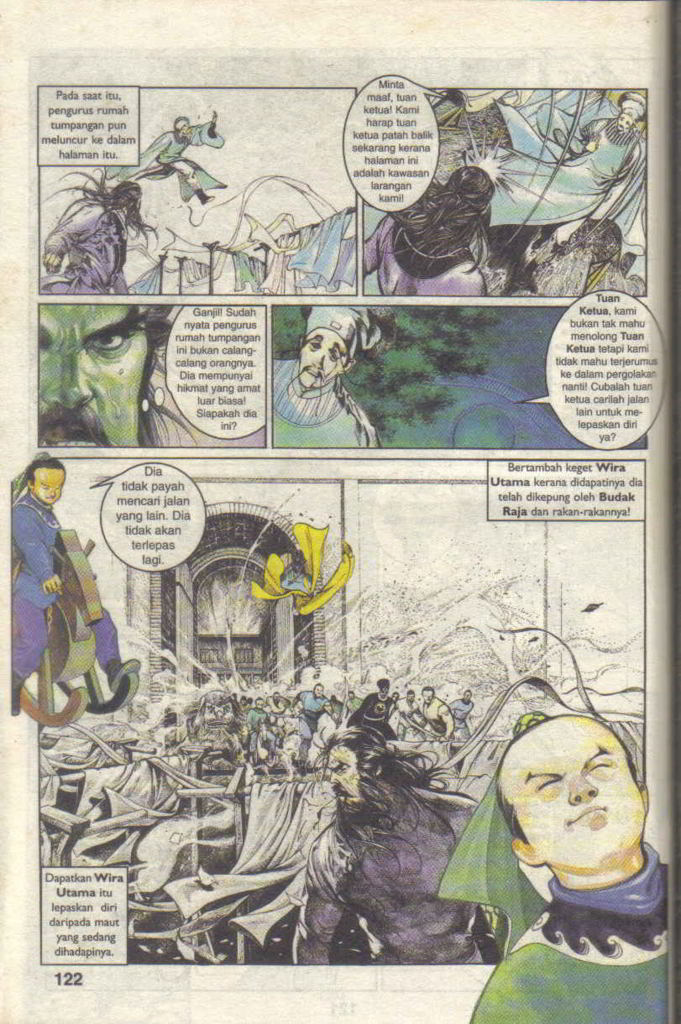 Pada saat itu,
pengurus rumah
tumpangan pun
meluncur ke dalam
halaman itu.
Minta
maaf, tuan
ketua! Kami
harap tuan
ketua patah balik
sekarang kerana
halaman ini
adalah kawasan
larangan
kami!
Ganjil! Sudah
nyata pengurus
rumah tumpangan
ini bukan calang-
calang orangnya.
Dia mempunyai
hikmat yang amat
luar biasa!
Siapakah dia
ini?
Tuan
Ketua, kami
bukan tak mahu
menolong Tuan
Ketua tetapi kami
tidak mahu terjerumus
ke dalam pergolakan
nanti! Cubalah tuan
ketua carilah jalan
lain untuk me-
lepaskan diri
ya?
Dia
tidak payah
mencari jalan
yang lain. Dia
tidak akan
terlepas
lagi.
Bertambah keget Wira
Utama kerana didapatinya dia
telah dikepung oleh Budak
Raja dan rakan-rakannya!
Dapatkan Wira
Utama itu
lepaskan diri
daripada maut
yang sedang
dihadapinya.
122